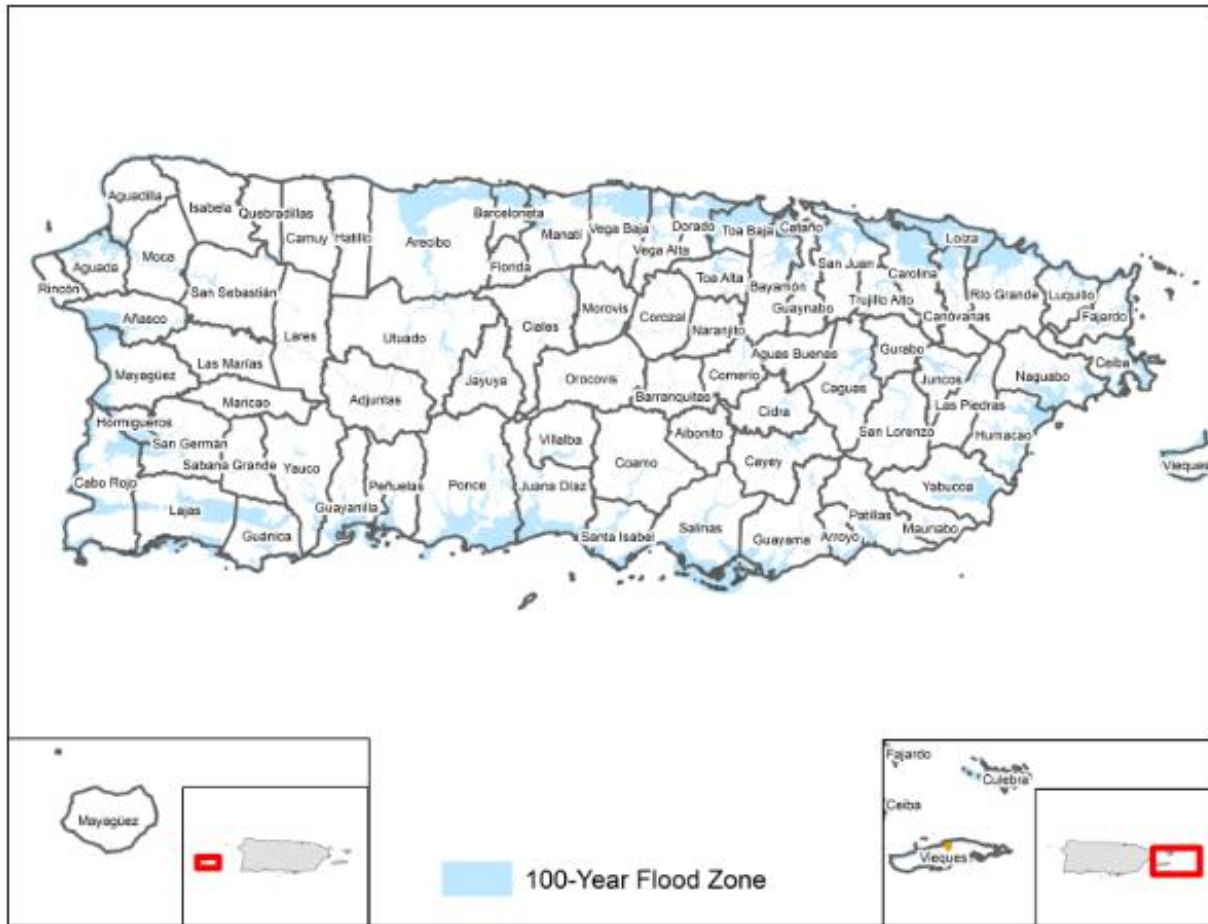 Aguadilla
Isabela
Quebradillas
Camuy
Hatillo
Arecibo
Barceloneta
Manatí
Vega Baja
Dorado
Toa Baja
Cataño
Loíza
Moca
Florida
Vega Alta
San Juan
Aguada
Toa Alta
Carolina
Rincón
San Sebastián
Bayamón
Río Grande
Luquillo
Trujillo Alto
Añasco
Ciales
Morovis
Corozal
Guaynabo
Canóvanas
Fajardo
Lares
Utuado
Naranjito
Aguas Buenas
Gurabo
Ceiba
Mayagüez
Las Marías
Jayuya
Orocovis
Comerío
Caguas
Juncos
Naguabo
Maricao
Adjuntas
Barranquitas
Cidra
Las Piedras
Hormigueros
San Germán
Villalba
Aibonito
San Lorenzo
Humacao
Sabana Grande
Yauco
Coamo
Cayey
Vieques
Cabo Rojo
Peñuelas
Ponce
Juana Díaz
Yabucoa
Lajas
Guayanilla
Patillas
Guánica
Santa Isabel
Salinas
Guayama
Arroyo
Maunabo
Mayagüez
100-Year Flood Zone
Fajardo
Culebra
Ceiba
Vieques